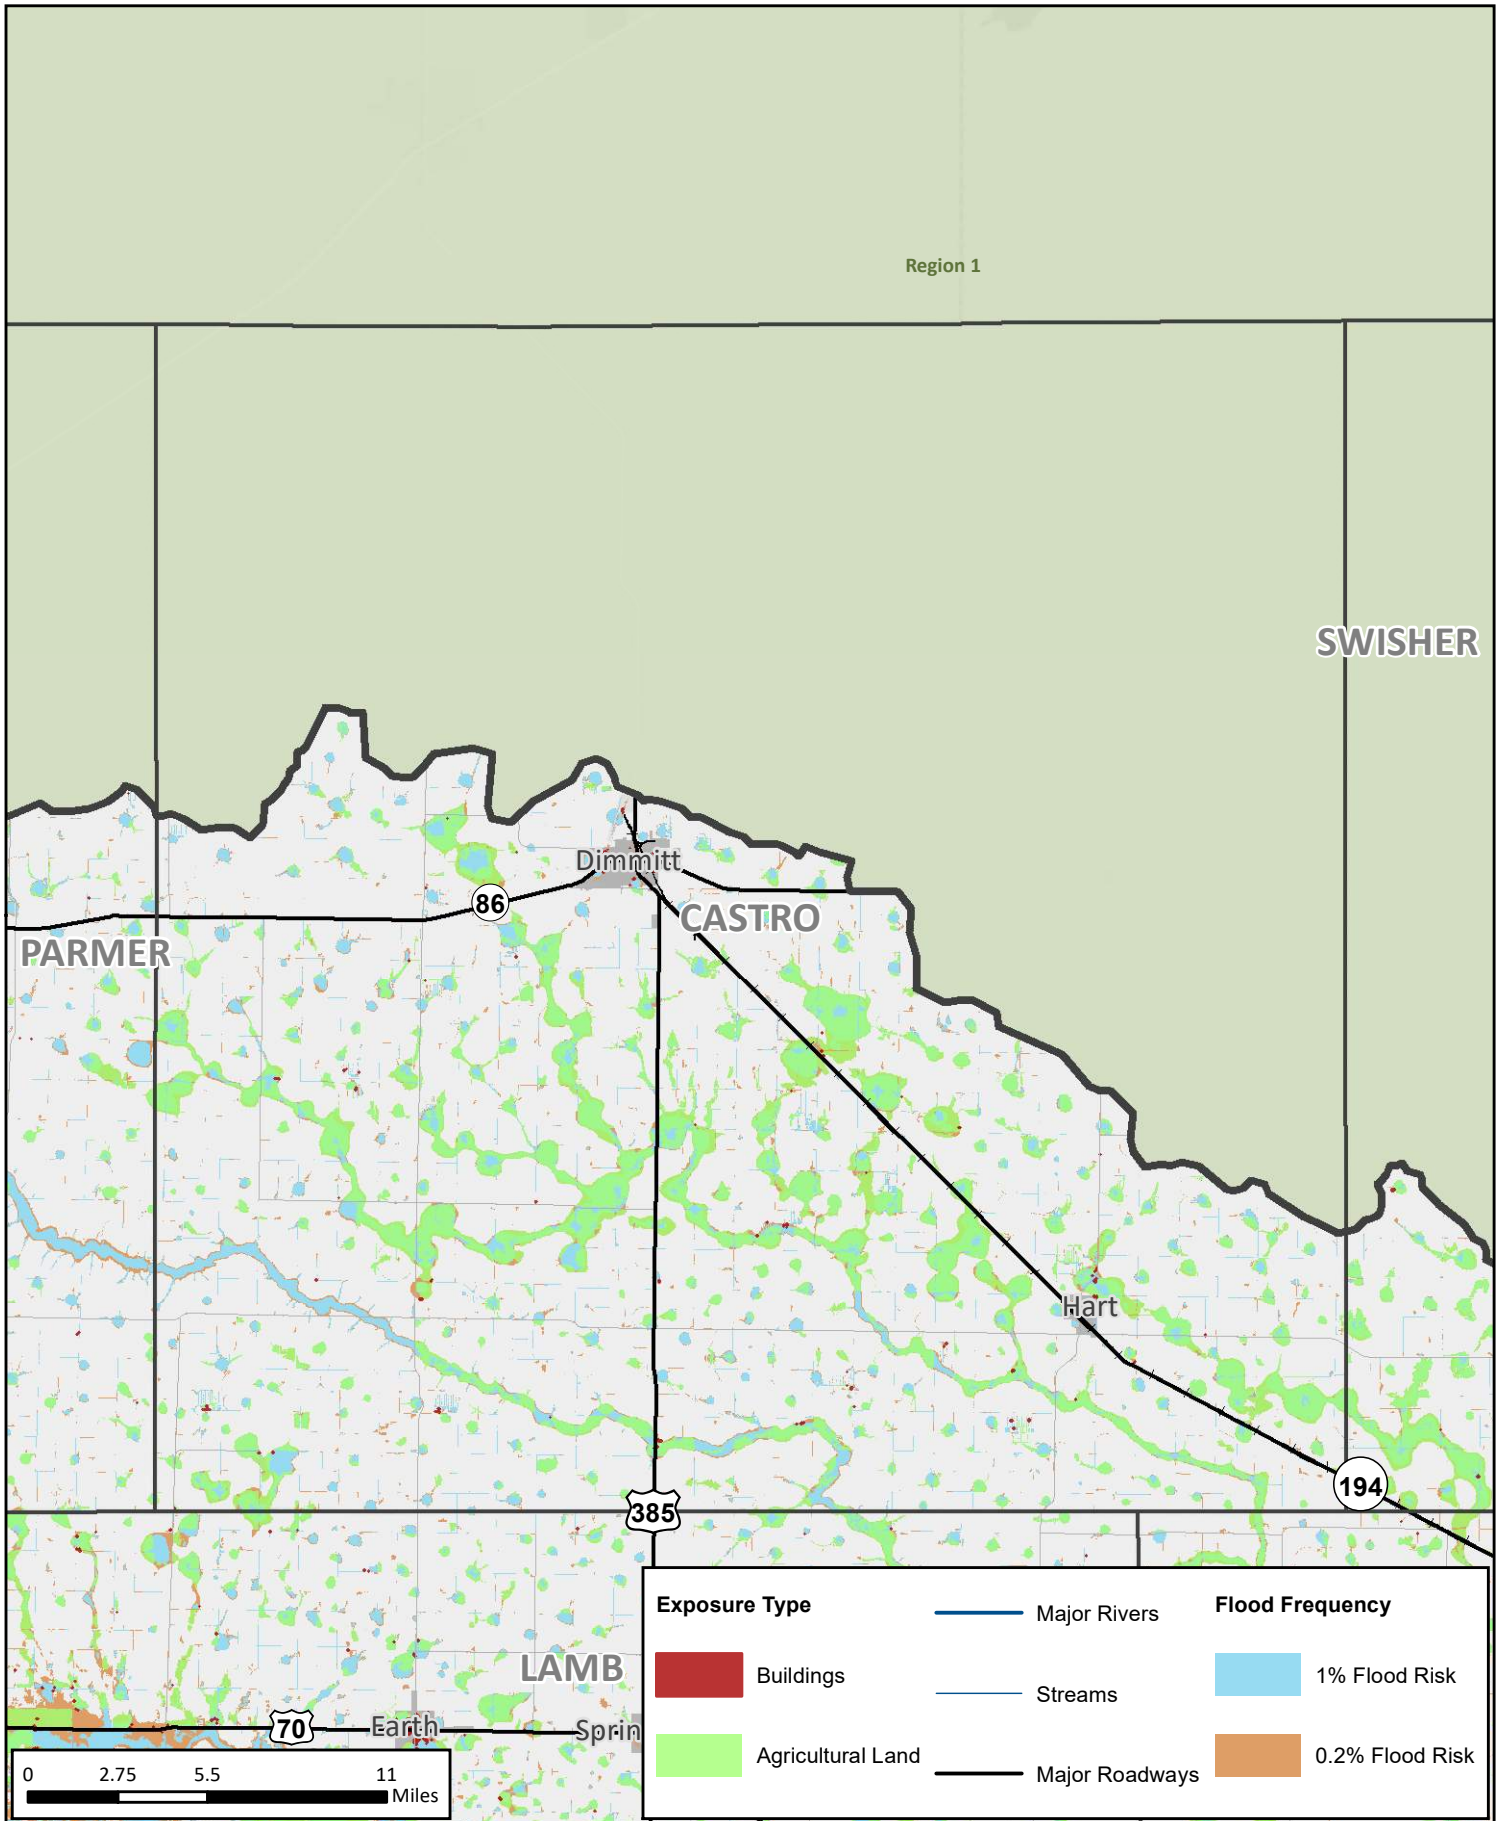 Region 1
SWISHER
Dimmitt
86
CASTRO
PARMER
Hart
194
385
LAMB
70
Earth
Sprin
0 2.75 5.5 11
Miles
Exposure Type
Buildings
Agricultural Land
Major Rivers
Streams
Major Roadways
Flood Frequency
1% Flood Risk
0.2% Flood Risk